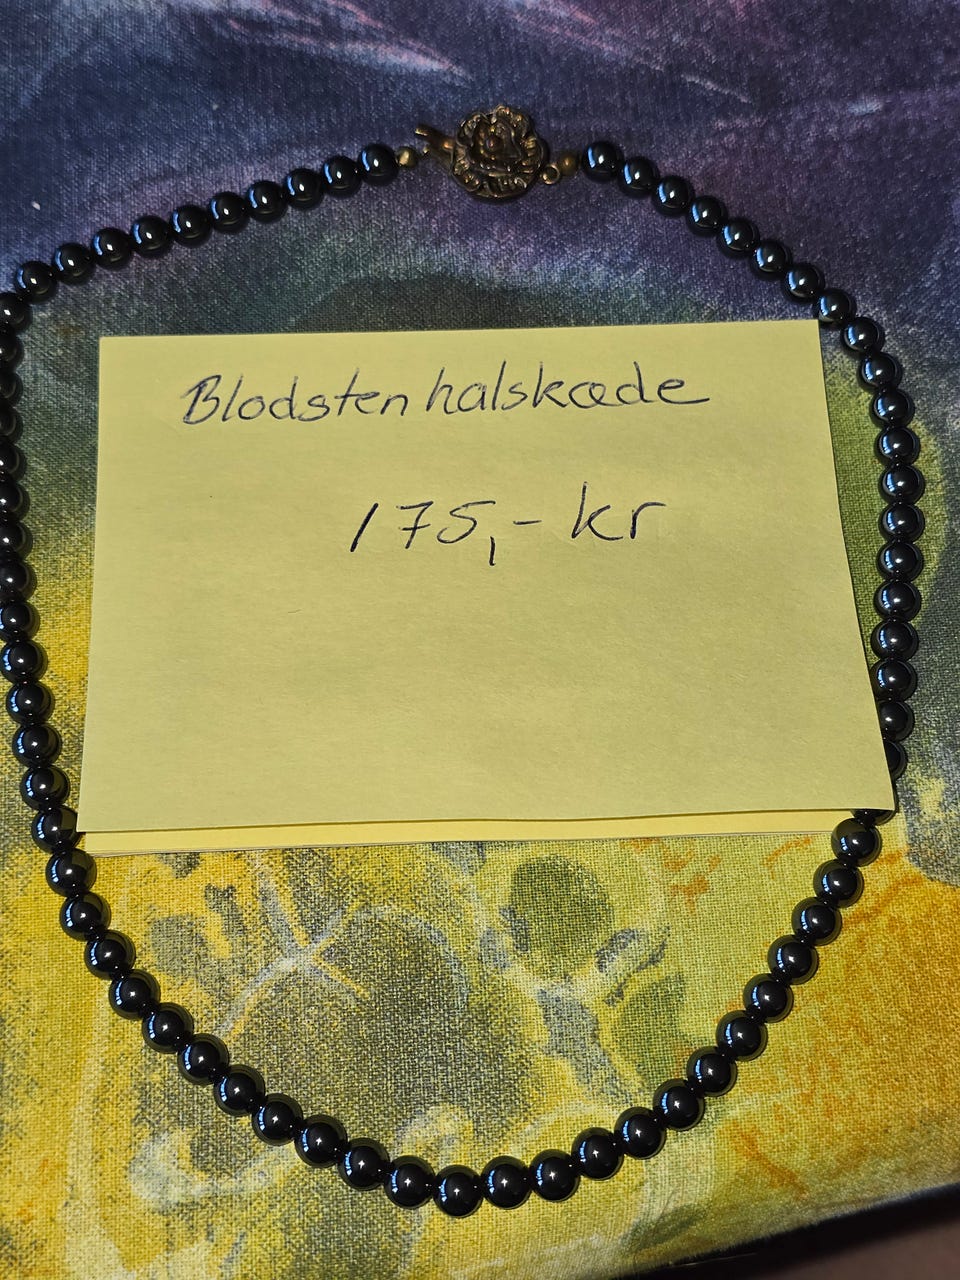 Blodsten halskæde
175,- kr